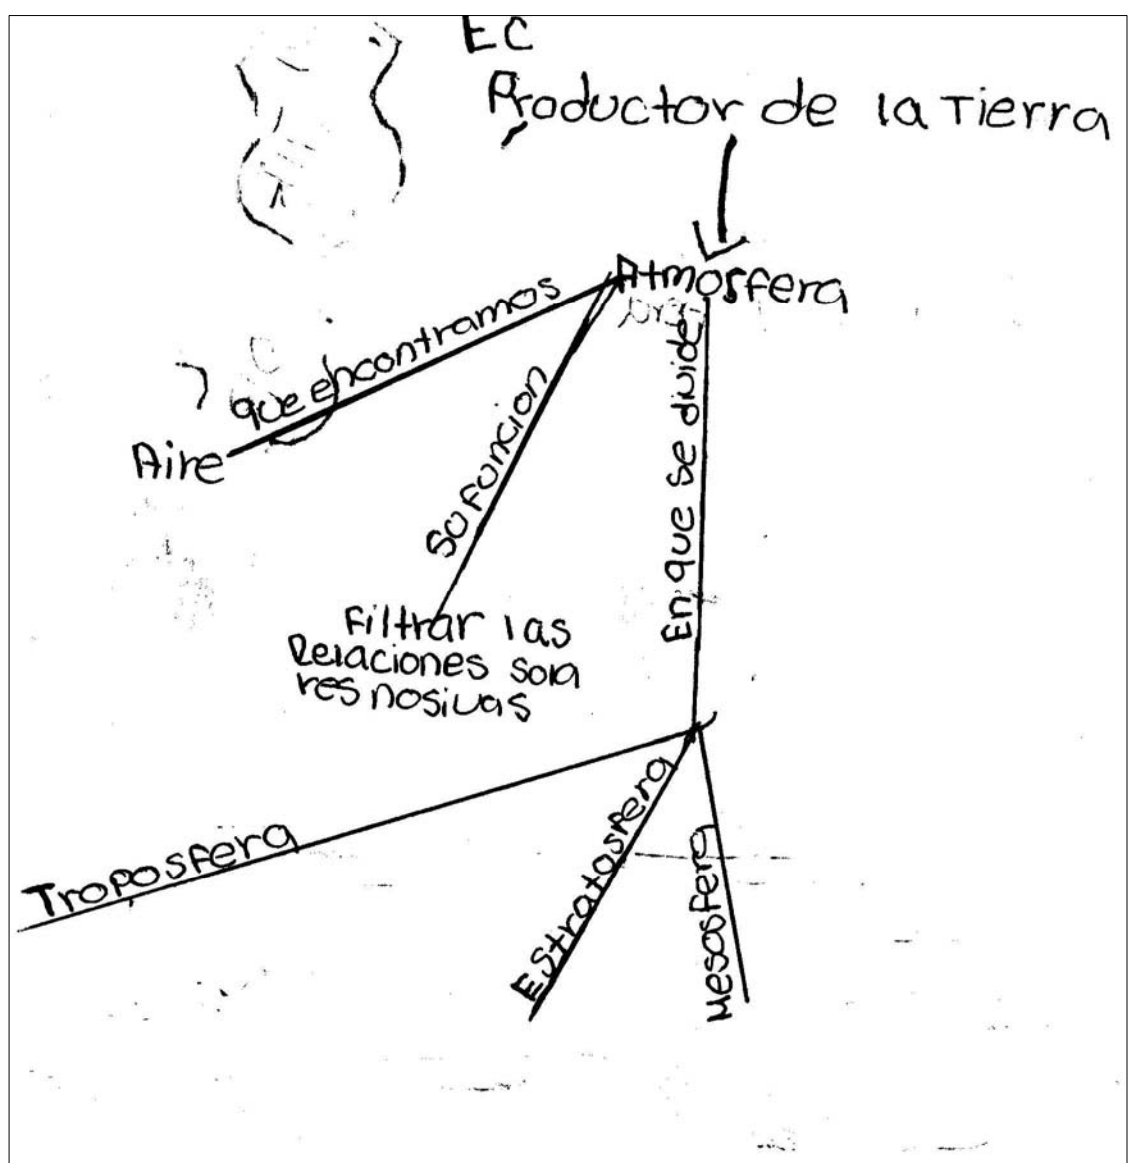 EC
Productor de la Tierra
Atmosfera
que encontramos
Aire
Su funcion
Filtrar las
Relaciones sola
res nosivas
En que se divide
Troposfera
Estratosfera
Mesosfera